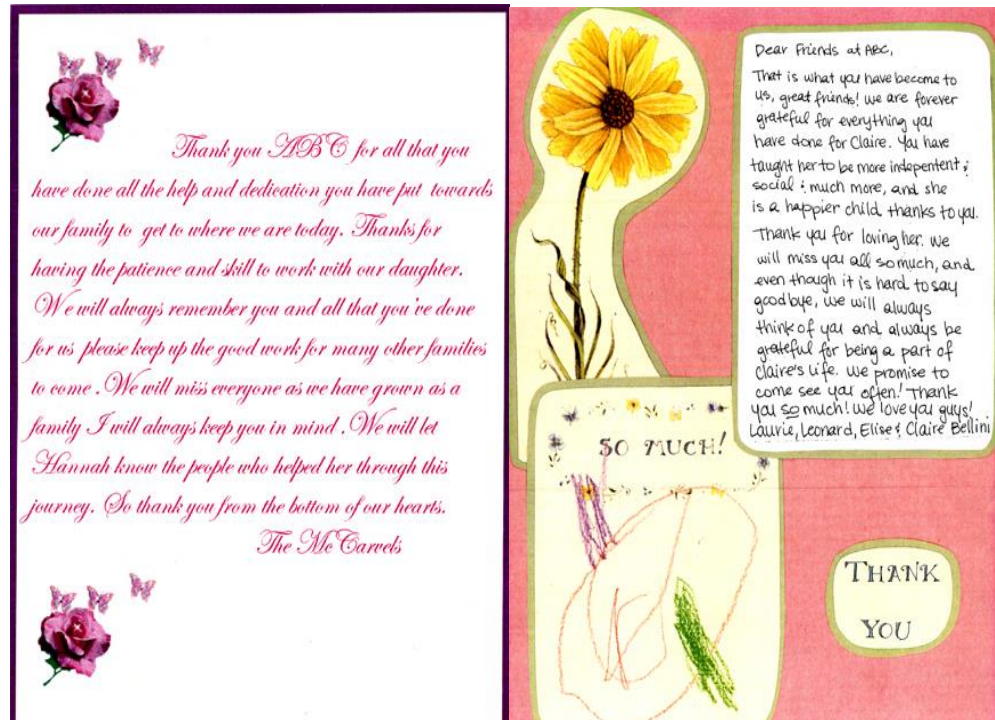 Thank you ABC for all that you
have done all the help and dedication you have put towards
our family to get to where we are today. Thanks for
having the patience and skill to work with our daughter.
We will always remember you and all that you've done
for us please keep up the good work for many other families
to come . We will miss everyone as we have grown as a
family I will always keep you in mind . We will let
Hannah know the people who helped her through this
journey. So thank you from the bottom of our hearts.
The McCarvels
Dear Friends at ABC,
That is what you have become to
us, great friends! We are forever
grateful for everything you
have done for Claire. You have
taught her to be more indepentent &
social & much more, and she
is a happier child thanks to you.
Thank you for loving her. We
will miss you all so much, and
even though it is hard to say
goodbye, we will always
think of you and always be
grateful for being a part of
Claire's life. We promise to
come see you often! Thank
you so much! We love you guys!
Laurie, Leonard, Elise & Claire Bellini
SO MUCH!
THANK
YOU